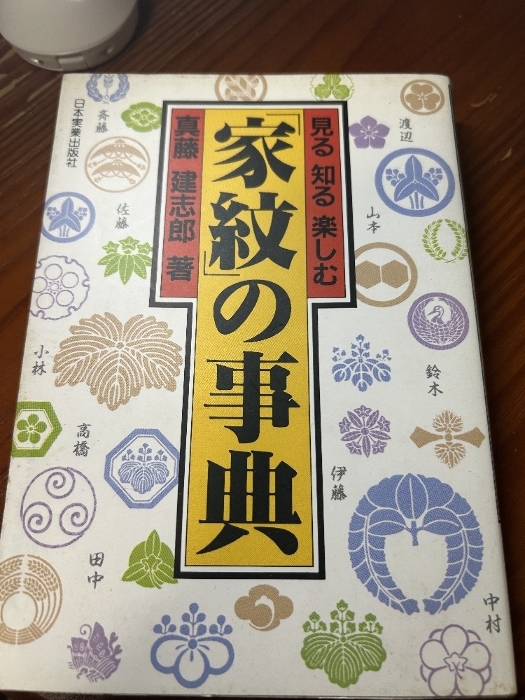 見る 知る 楽しむ
「家紋」の事典
真藤 建志郎 著
日本実業出版社
渡辺
斉藤
山本
佐藤
鈴木
小林
伊藤
高橋
中村
田中